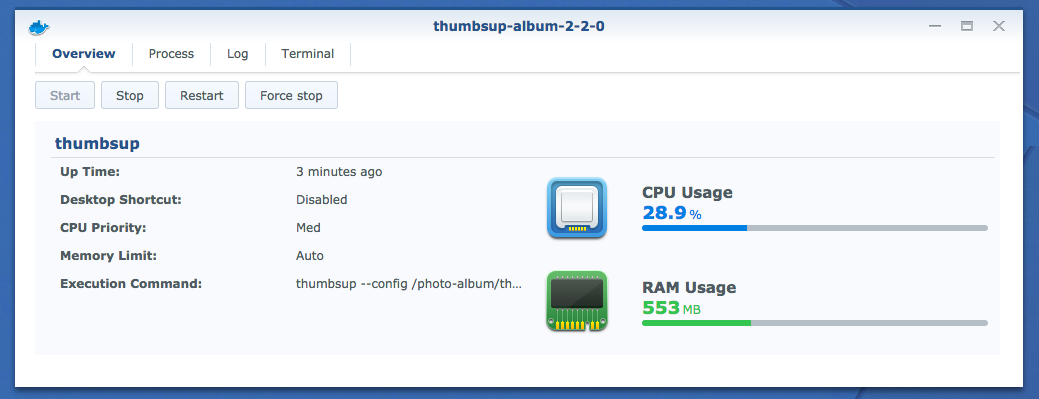 thumbsup-album-2-2-0
Overview Process Log Terminal
Start Stop Restart Force stop
thumbsup
Up Time: 3 minutes ago
Desktop Shortcut: Disabled
CPU Priority: Med
Memory Limit: Auto
Execution Command: thumbsup --config /photo-album/th...
CPU Usage
28.9 %
RAM Usage
553 MB